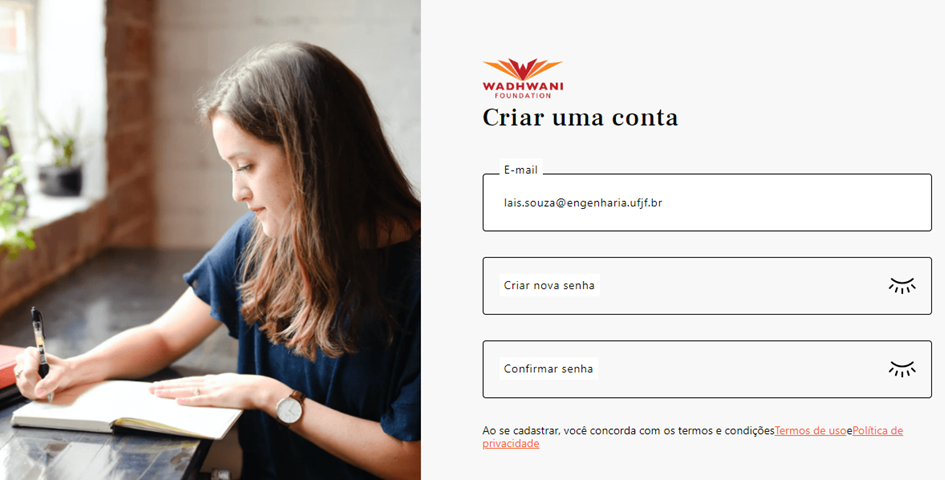 WADHWANI
FOUNDATION
Criar uma conta
E-mail
lais.souza@engenharia.ufjf.br
Criar nova senha
Confirmar senha
Ao se cadastrar, você concorda com os termos e condiçõesTermos de usoePolítica de
privacidade